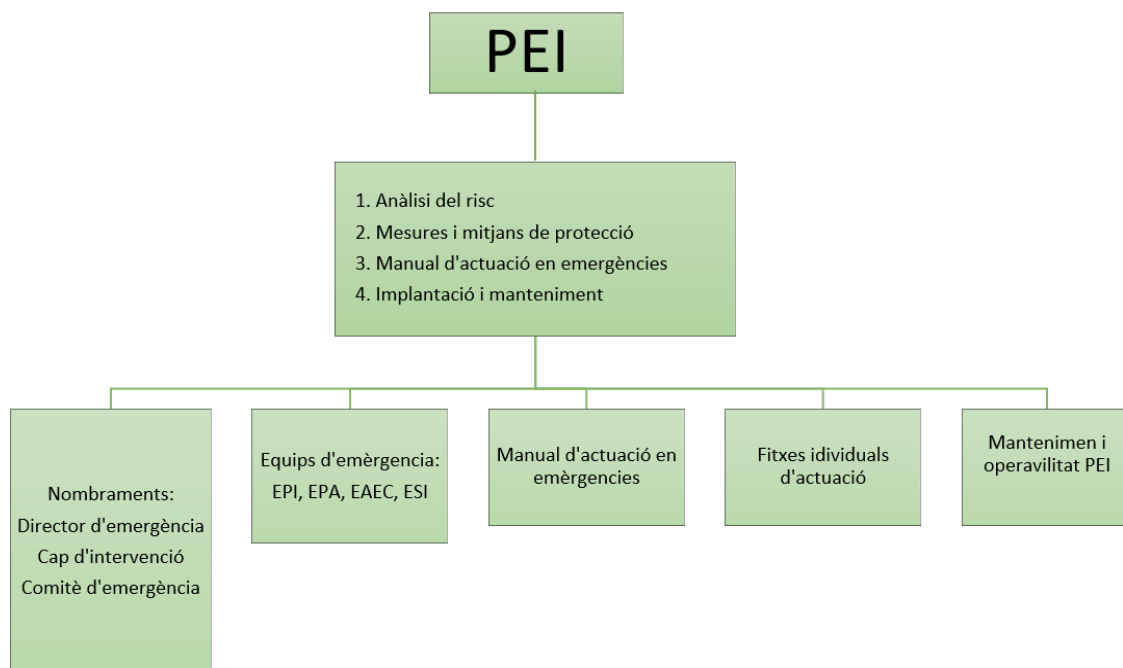 PEI
1. Anàlisi del risc
2. Mesures i mitjans de protecció
3. Manual d'actuació en emergències
4. Implantació i manteniment
Nombraments:
Director d'emergència
Cap d'intervenció
Comitè d'emergència
Equips d'emèrgencia:
EPI, EPA, EAEC, ESI
Manual d'actuació en
emèrgencies
Fitxes idividuals
d'actuació
Mantenimen i
operavilitat PEI